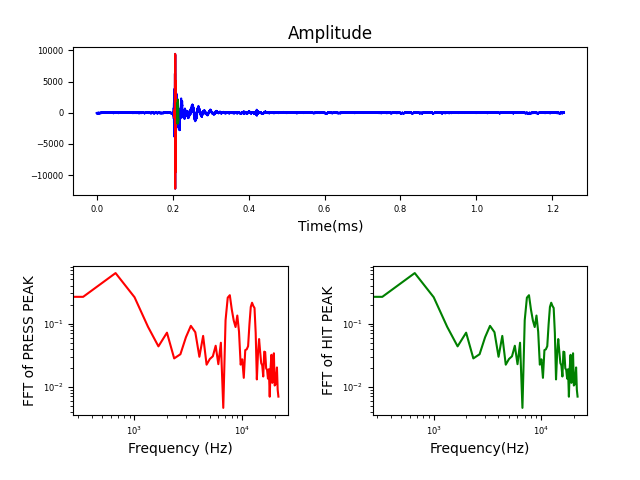 Amplitude
10000
5000
0
−5000
−10000
0.0 0.2 0.4 0.6 0.8 1.0 1.2
Time(ms)
FFT of PRESS PEAK
10⁻¹
10⁻²
10³ 10⁴
Frequency (Hz)
FFT of HIT PEAK
10⁻¹
10⁻²
10³ 10⁴
Frequency(Hz)